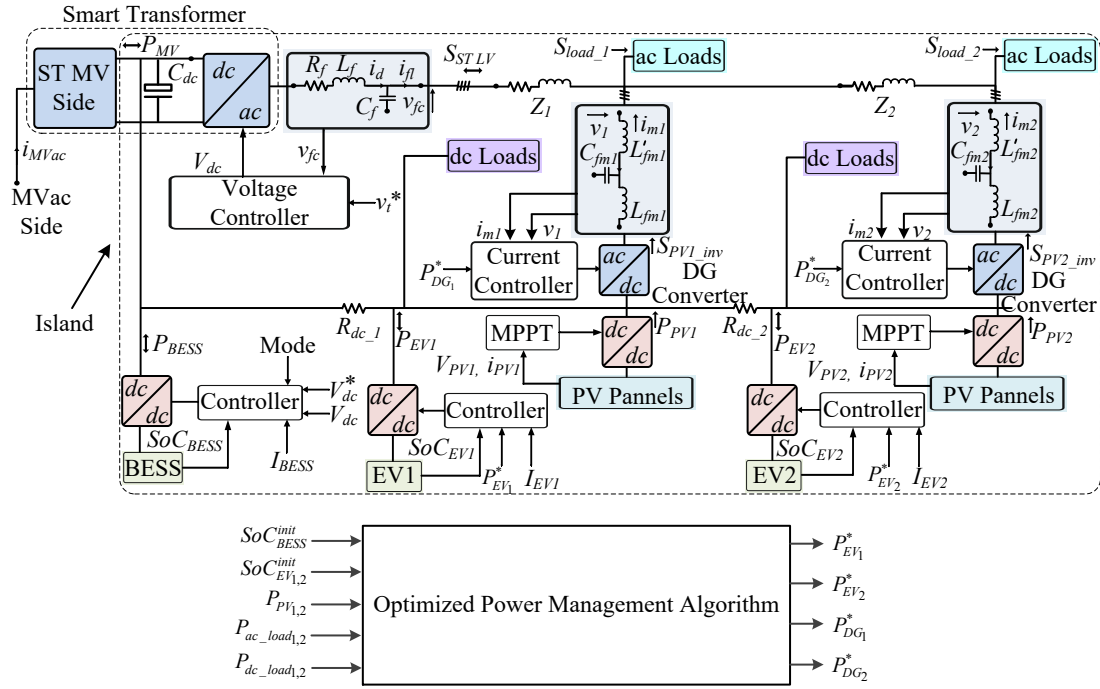 Smart Transformer
P_MV
ST MV
Side
C_dc
dc
ac
R_f
L_f
i_d
i_fl
C_f
v_fc
S_ST LV
Z_1
S_load_1
ac Loads
Z_2
S_load_2
ac Loads
i_MVac
MVac
Side
V_dc
v_fc
Voltage
Controller
v_t*
dc Loads
v_1
i_m1
C_fm1
L'_fm1
L_fm1
i_m1
v_1
P*_DG1
Current
Controller
ac
dc
S_PV1_inv
DG
Converter
dc Loads
v_2
i_m2
C_fm2
L'_fm2
L_fm2
i_m2
v_2
P*_DG2
Current
Controller
ac
dc
S_PV2_inv
DG
Converter
Island
R_dc_1
R_dc_2
P_BESS
Mode
dc
dc
Controller
V*_dc
V_dc
SoC_BESS
BESS
I_BESS
P_EV1
MPPT
dc
dc
P_PV1
V_PV1, i_PV1
PV Pannels
dc
dc
Controller
SoC_EV1
EV1
P*_EV1
I_EV1
P_EV2
MPPT
dc
dc
P_PV2
V_PV2, i_PV2
PV Pannels
dc
dc
Controller
SoC_EV2
EV2
P*_EV2
I_EV2
SoC^init_BESS
SoC^init_EV1,2
P_PV1,2
P_ac_load1,2
P_dc_load1,2
Optimized Power Management Algorithm
P*_EV1
P*_EV2
P*_DG1
P*_DG2